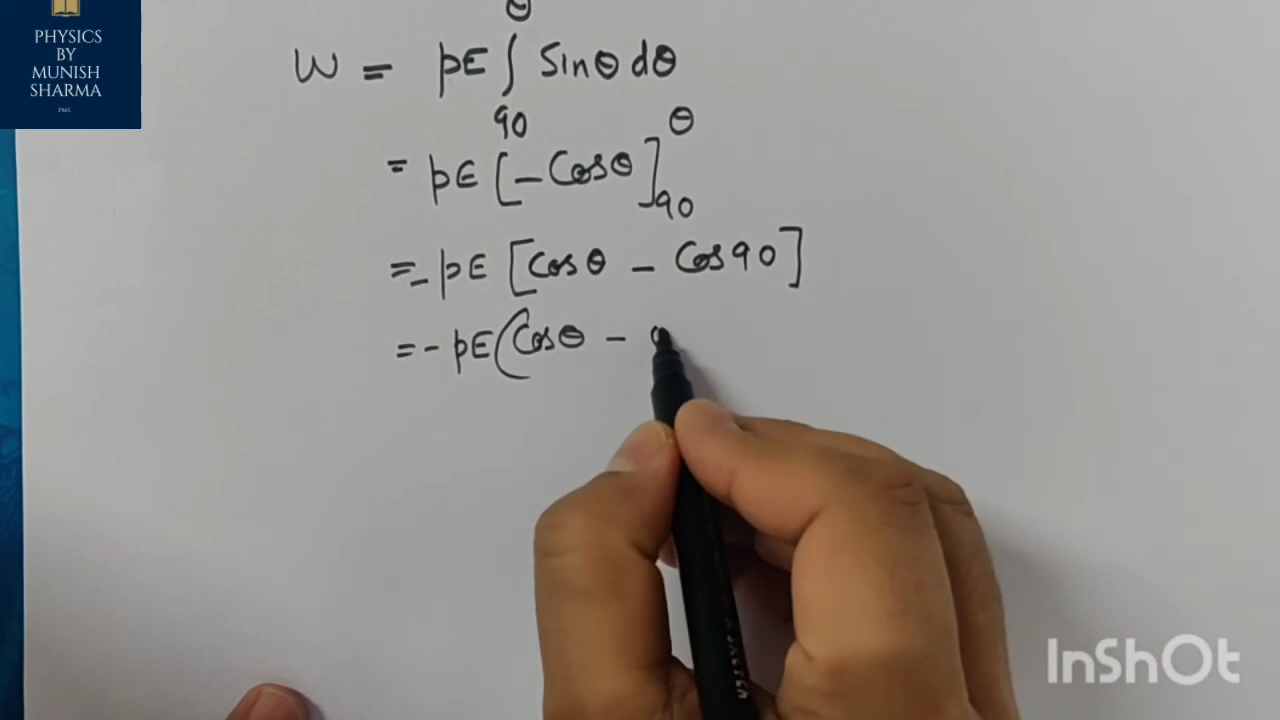 PHYSICS
BY
MUNISH
SHARMA
θ
W = pE ∫ Sinθ dθ
90
= pE [-Cosθ]θ
90
=-pE [Cosθ - Cos90]
=-pE(Cosθ -
InShOt